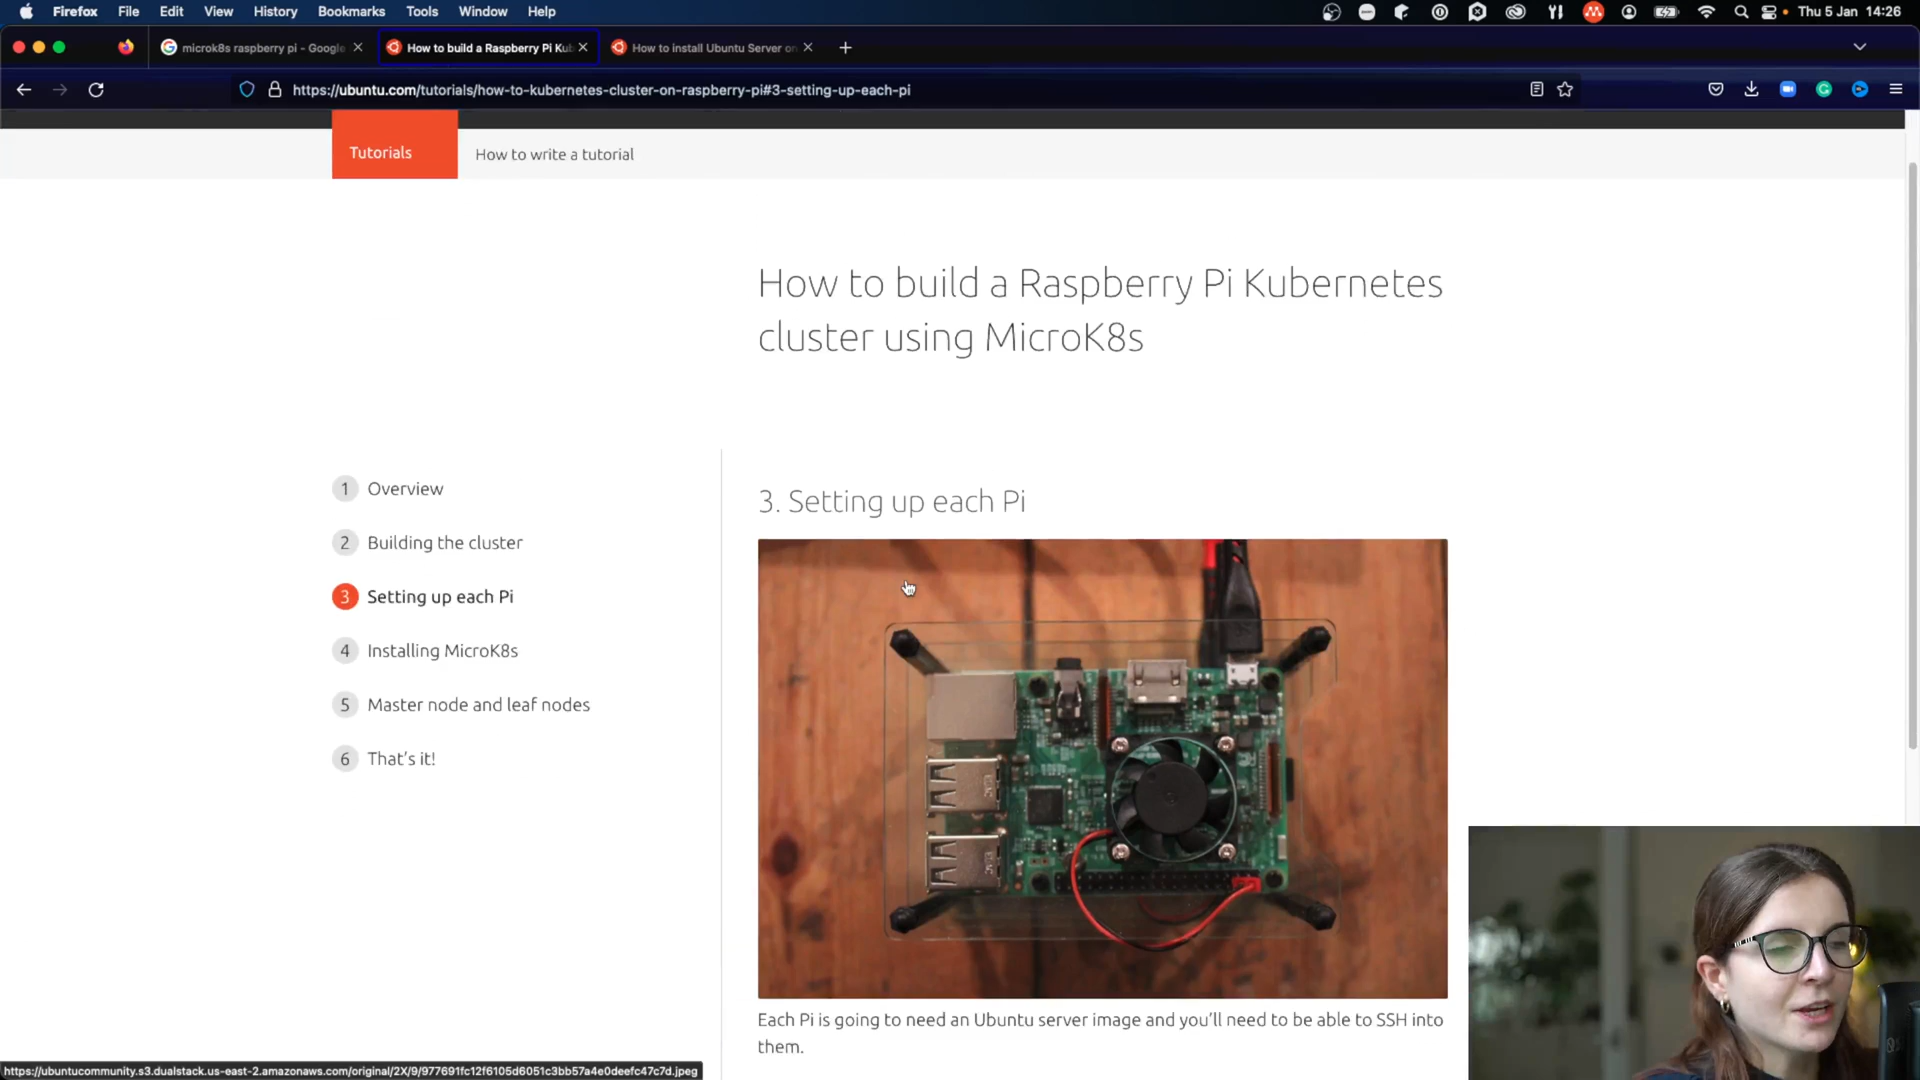 Firefox File Edit View History Bookmarks Tools Window Help Thu 5 Jan 14:26
microk8s raspberry pi - Google How to build a Raspberry Pi Kub How to install Ubuntu Server on
https://ubuntu.com/tutorials/how-to-kubernetes-cluster-on-raspberry-pi#3-setting-up-each-pi
Tutorials How to write a tutorial
How to build a Raspberry Pi Kubernetes
cluster using MicroK8s
1 Overview
2 Building the cluster
3 Setting up each Pi
4 Installing MicroK8s
5 Master node and leaf nodes
6 That's it!
3. Setting up each Pi
Each Pi is going to need an Ubuntu server image and you'll need to be able to SSH into
them.
https://ubuntucommunity.s3.dualstack.us-east-2.amazonaws.com/original/2X/9/977691fc12f6105d6051c3bb57a4e0deefc47c7d.jpeg